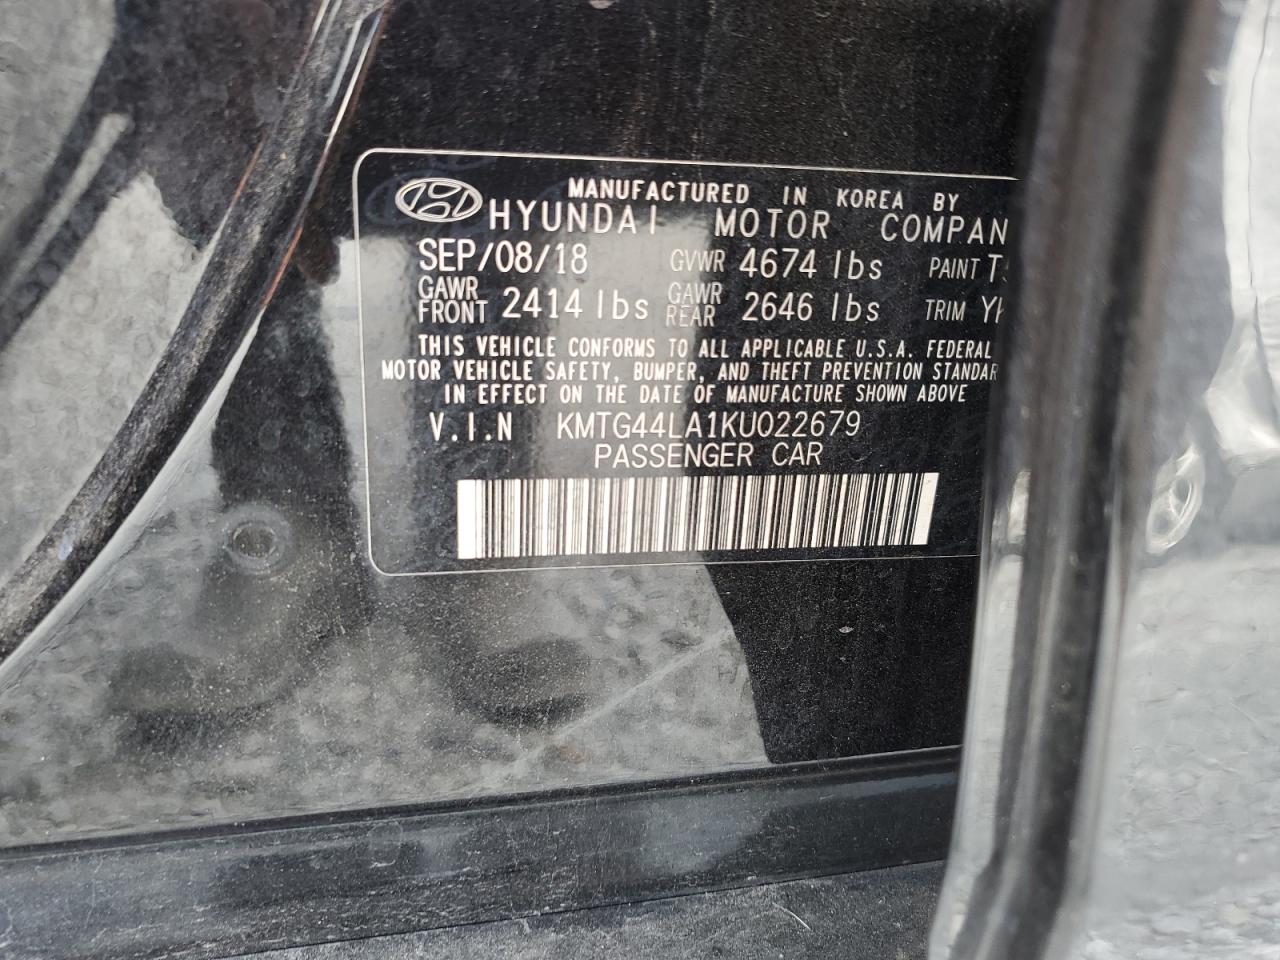 MANUFACTURED IN KOREA BY
HYUNDAI MOTOR COMPAN
SEP/08/18 GVWR 4674 lbs PAINT
GAWR FRONT 2414 lbs GAWR REAR 2646 lbs TRIM
THIS VEHICLE CONFORMS TO ALL APPLICABLE U.S.A. FEDERAL
MOTOR VEHICLE SAFETY, BUMPER, AND THEFT PREVENTION STANDAR
IN EFFECT ON THE DATE OF MANUFACTURE SHOWN ABOVE
V.I.N KMTG44LA1KU022679
PASSENGER CAR